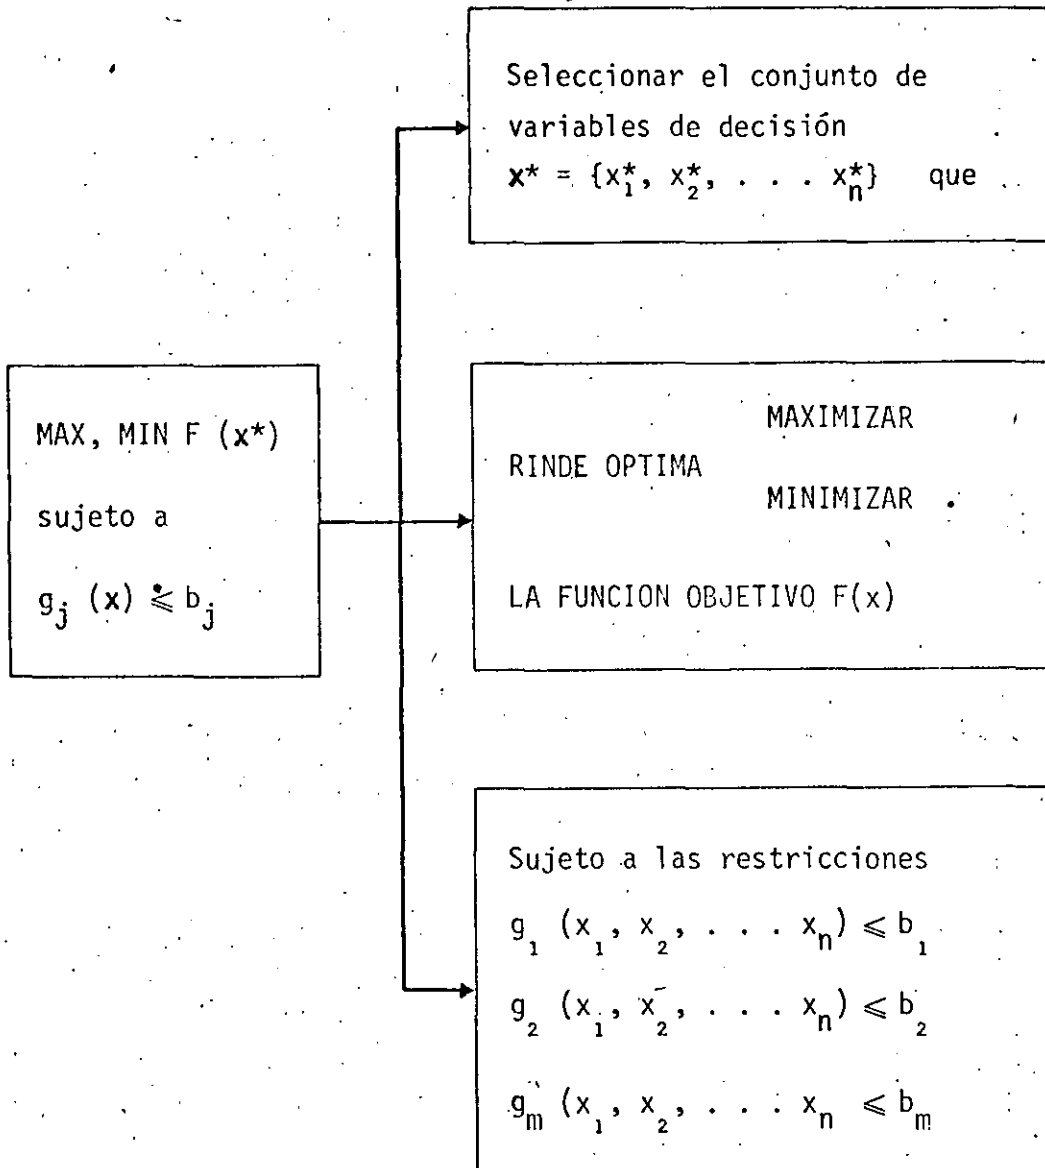 Seleccionar el conjunto de
variables de decisión
x* = {x₁*, x₂*, . . . xₙ*} que
MAX, MIN F (x*)
sujeto a
gⱼ (x) ⩽ bⱼ
MAXIMIZAR
RINDE OPTIMA
MINIMIZAR
LA FUNCION OBJETIVO F(x)
Sujeto a las restricciones
g₁ (x₁, x₂, . . . xₙ) ⩽ b₁
g₂ (x₁, x₂, . . . xₙ) ⩽ b₂
gₘ (x₁, x₂, . . . xₙ ⩽ bₘ